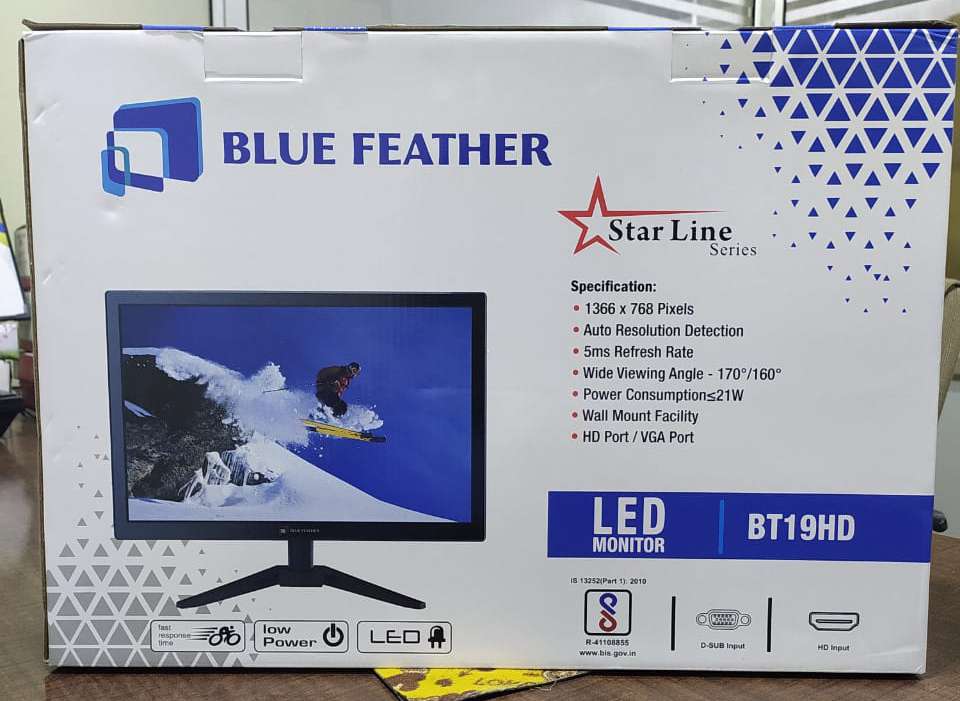 BLUE FEATHER
Star Line
Series
Specification:
• 1366 x 768 Pixels
• Auto Resolution Detection
• 5ms Refresh Rate
• Wide Viewing Angle - 170°/160°
• Power Consumption≤21W
• Wall Mount Facility
• HD Port / VGA Port
BLUE FEATHER
LED
MONITOR
BT19HD
IS 13252(Part 1): 2010
R-41108855
www.bis.gov.in
D-SUB Input
HD Input
fast
response
time
low
Power
LED